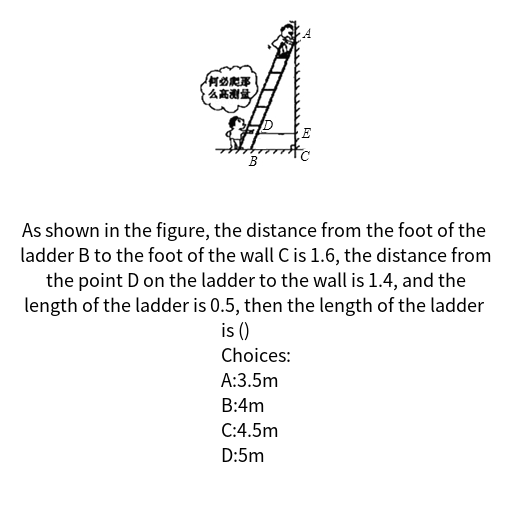 A
何必爬那
么高测量
D
E
B
C
As shown in the figure, the distance from the foot of the
ladder B to the foot of the wall C is 1.6, the distance from
the point D on the ladder to the wall is 1.4, and the
length of the ladder is 0.5, then the length of the ladder
is ()
Choices:
A:3.5m
B:4m
C:4.5m
D:5m